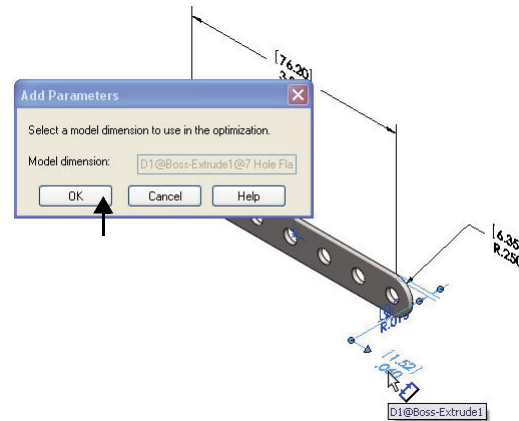 [76.20]
Add Parameters
Select a model dimension to use in the optimization.
Model dimension:
D1@Boss-Extrude1@7 Hole Fla
OK
Cancel
Help
[6.35
R.250
[1.52]
.060
D1@Boss-Extrude1